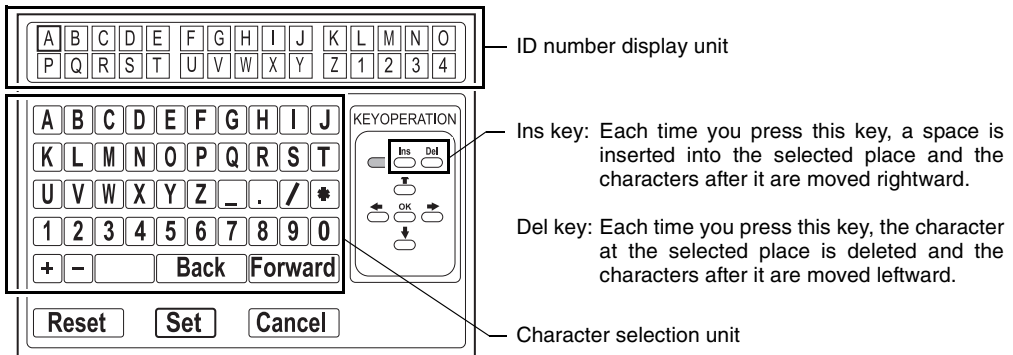 A B C D E F G H I J K L M N O
P Q R S T U V W X Y Z 1 2 3 4
ID number display unit
A B C D E F G H I J
K L M N O P Q R S T
U V W X Y Z _ . / *
1 2 3 4 5 6 7 8 9 0
+ − Back Forward
KEYOPERATION
Ins Del
OK
Ins key: Each time you press this key, a space is
inserted into the selected place and the
characters after it are moved rightward.
Del key: Each time you press this key, the character
at the selected place is deleted and the
characters after it are moved leftward.
Reset Set Cancel
Character selection unit